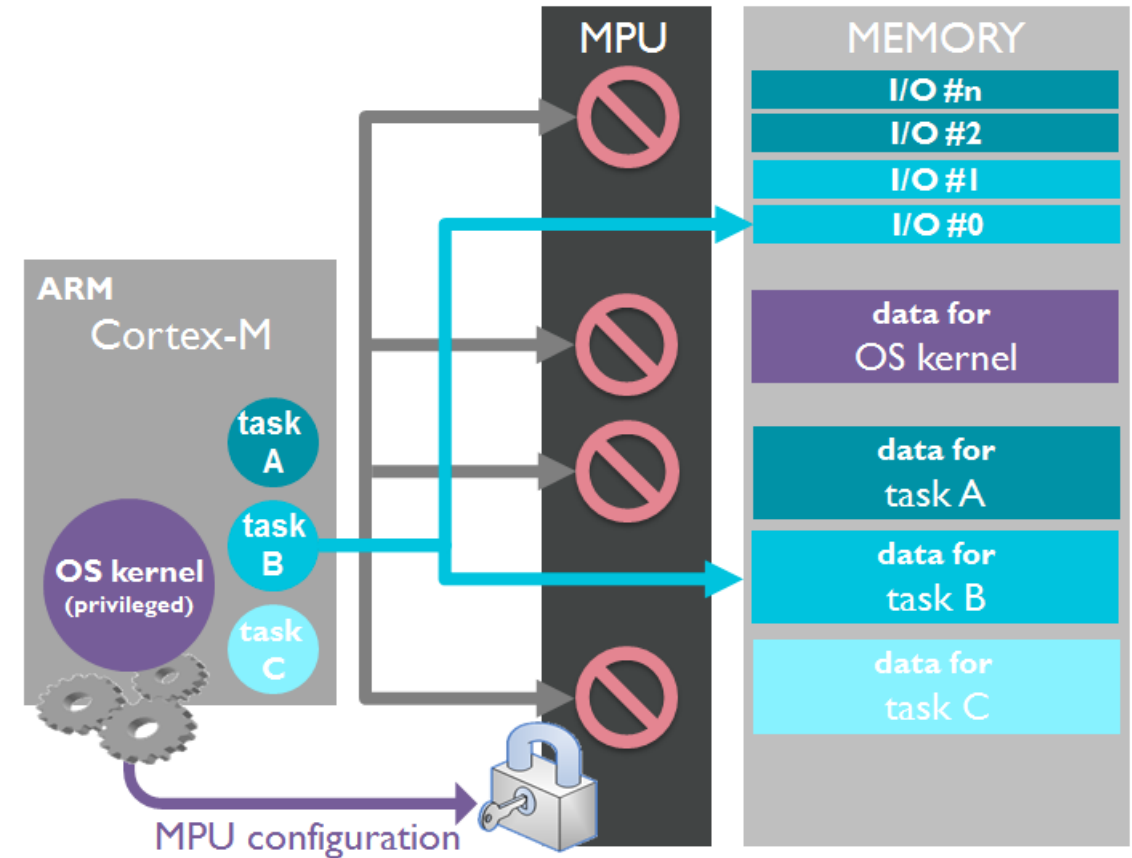 MPU
MEMORY
I/O #n
I/O #2
I/O #1
I/O #0
data for
OS kernel
data for
task A
data for
task B
data for
task C
ARM
Cortex-M
task
A
task
B
task
C
OS kernel
(privileged)
MPU configuration